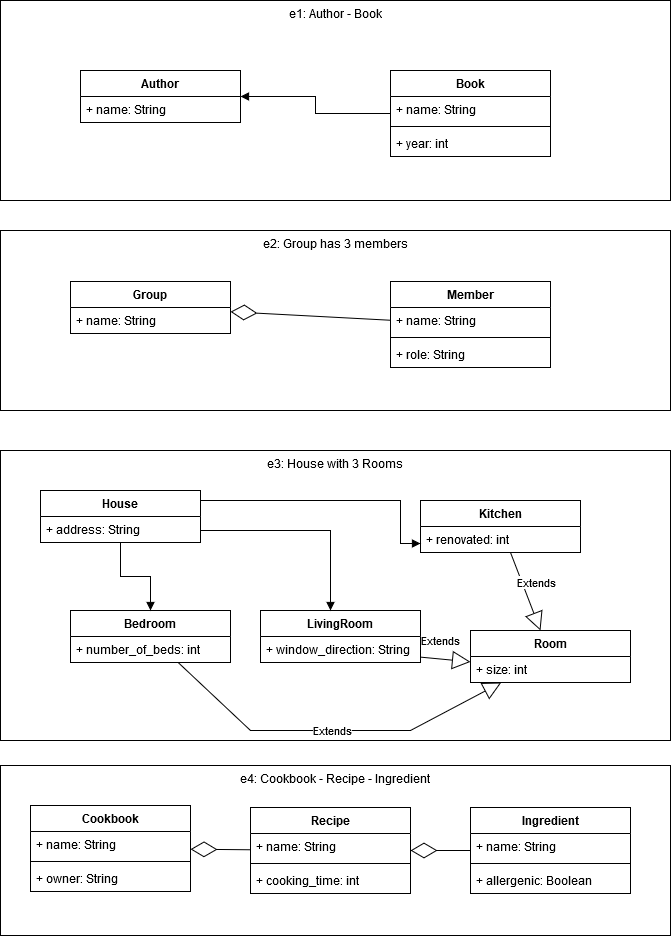 e1: Author - Book
Author
+ name: String
Book
+ name: String
+ year: int
e2: Group has 3 members
Group
+ name: String
Member
+ name: String
+ role: String
e3: House with 3 Rooms
House
+ address: String
Kitchen
+ renovated: int
Extends
Bedroom
+ number_of_beds: int
LivingRoom
+ window_direction: String
Extends
Room
+ size: int
Extends
e4: Cookbook - Recipe - Ingredient
Cookbook
+ name: String
+ owner: String
Recipe
+ name: String
+ cooking_time: int
Ingredient
+ name: String
+ allergenic: Boolean